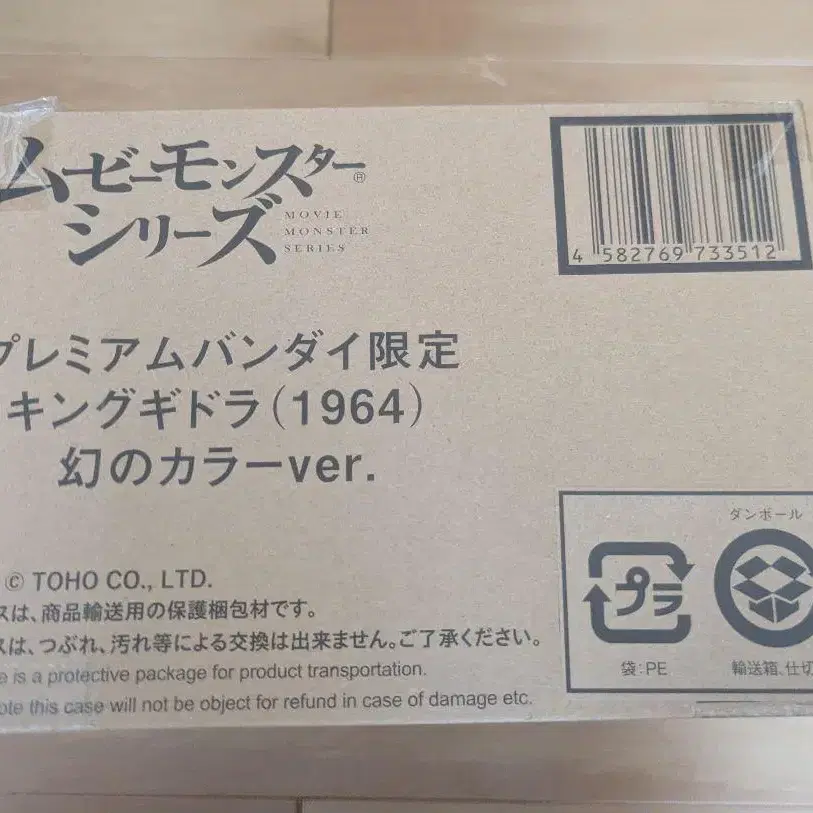 ムービーモンスター®
シリーズ
MOVIE
MONSTER
SERIES
4 582769 733512
プレミアムバンダイ限定
キングギドラ(1964)
幻のカラーver.
© TOHO CO., LTD.
スは、商品輸送用の保護梱包材です。
スは、つぶれ、汚れ等による交換は出来ません。ご了承ください。
e is a protective package for product transportation.
ote this case will not be object for refund in case of damage etc.
ダンボール
プラ
袋:PE
輸送箱、仕切